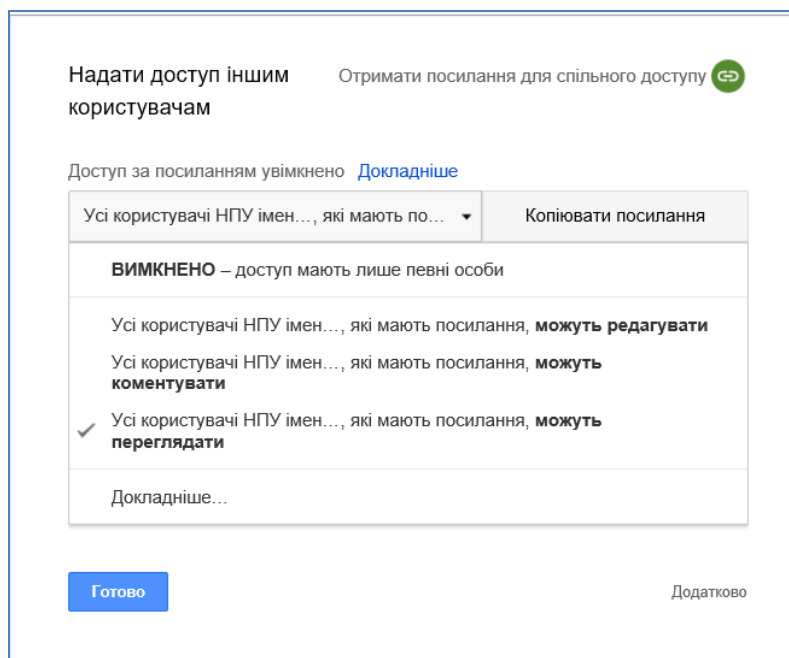 Надати доступ іншим
користувачам
Отримати посилання для спільного доступу
Доступ за посиланням увімкнено Докладніше
Усі користувачі НПУ імен…, які мають по…
Копіювати посилання
ВИМКНЕНО – доступ мають лише певні особи
Усі користувачі НПУ імен…, які мають посилання, можуть редагувати
Усі користувачі НПУ імен…, які мають посилання, можуть
коментувати
Усі користувачі НПУ імен…, які мають посилання, можуть
переглядати
Докладніше…
Готово
Додатково